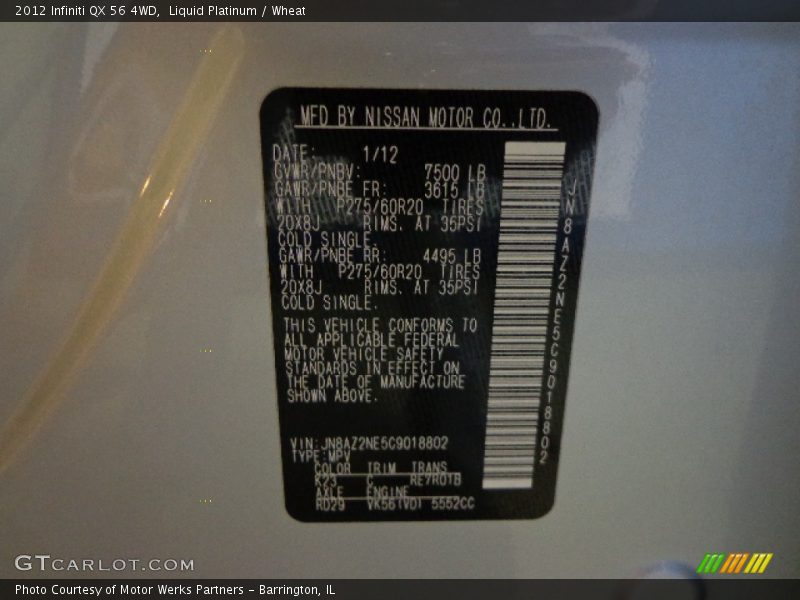 2012 Infiniti QX 56 4WD,  Liquid Platinum / Wheat
MFD BY NISSAN MOTOR CO.,LTD.
DATE: 1/12
GVWR/PNBV: 7500 LB
GAWR/PNBE FR: 3615 LB
WITH P275/60R20 TIRES
20X8J RIMS. AT 35PSI
COLD SINGLE.
GAWR/PNBE RR: 4495 LB
WITH P275/60R20 TIRES
20X8J RIMS. AT 35PSI
COLD SINGLE.
THIS VEHICLE CONFORMS TO
ALL APPLICABLE FEDERAL
MOTOR VEHICLE SAFETY
STANDARDS IN EFFECT ON
THE DATE OF MANUFACTURE
SHOWN ABOVE.
VIN:JN8AZ2NE5C9018802
TYPE:MPV
COLOR TRIM TRANS
K23 C RE7R01B
AXLE ENGINE
RD29 VK56(VD) 5552CC
JN8AZ2NE5C9018802
GTCARLOT.COM
Photo Courtesy of Motor Werks Partners - Barrington, IL